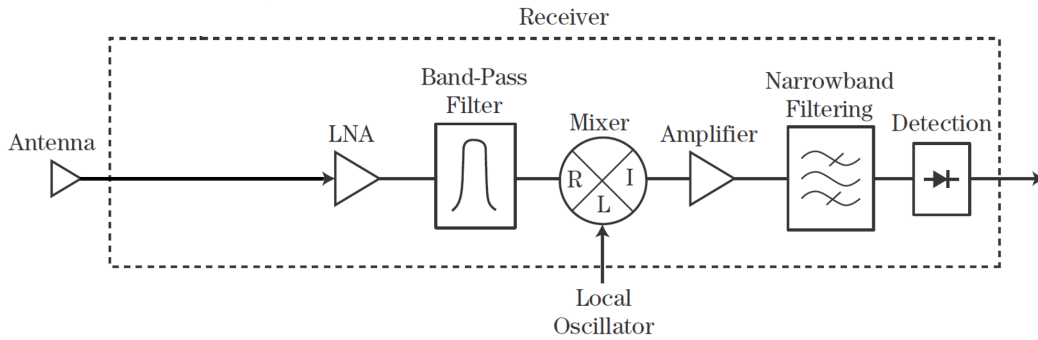 Receiver
Band-Pass
Filter
Narrowband
Filtering
Antenna
LNA
Mixer
Amplifier
Detection
R
I
L
Local
Oscillator